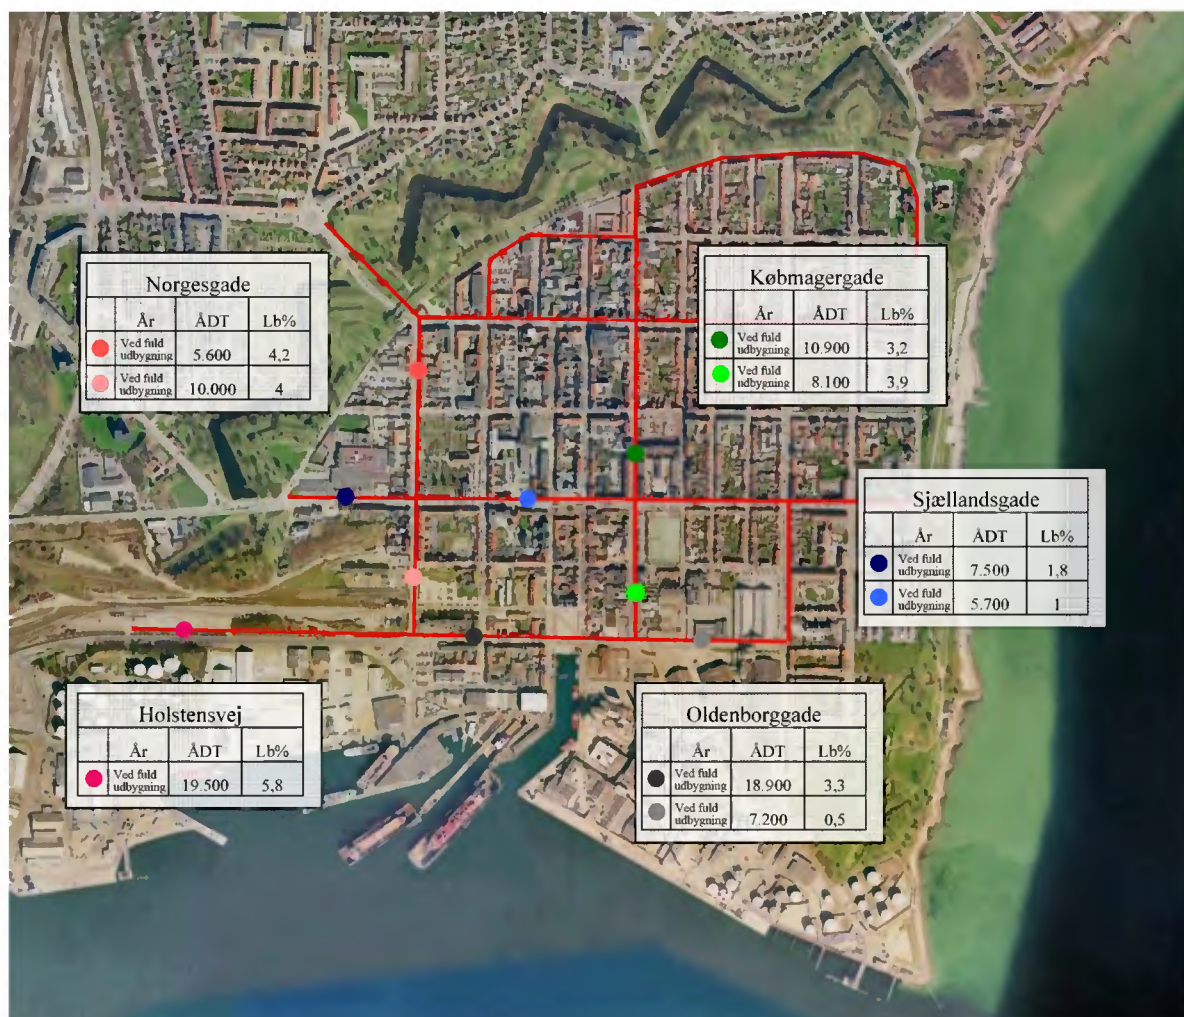 Norgesgade
År ÅDT Lb%
Ved fuld
udbygning 5.600 4,2
Ved fuld
udbygning 10.000 4
Købmagergade
År ÅDT Lb%
Ved fuld
udbygning 10.900 3,2
Ved fuld
udbygning 8.100 3,9
Sjællandsgade
År ÅDT Lb%
Ved fuld
udbygning 7.500 1,8
Ved fuld
udbygning 5.700 1
Holstensvej
År ÅDT Lb%
Ved fuld
udbygning 19.500 5,8
Oldenborggade
År ÅDT Lb%
Ved fuld
udbygning 18.900 3,3
Ved fuld
udbygning 7.200 0,5